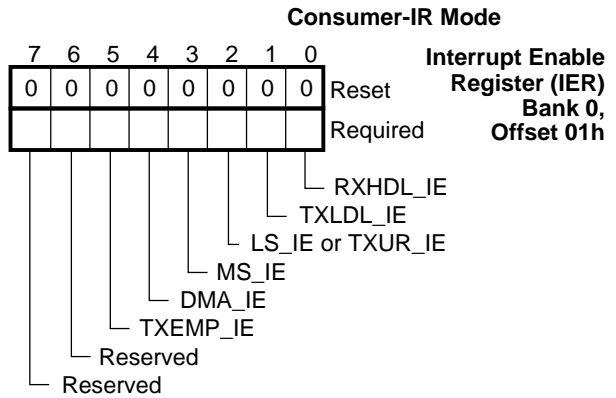 Consumer-IR Mode
7 6 5 4 3 2 1 0
Interrupt Enable
Register (IER)
Bank 0,
Offset 01h
0 0 0 0 0 0 0 0 Reset
Required
RXHDL_IE
TXLDL_IE
LS_IE or TXUR_IE
MS_IE
DMA_IE
TXEMP_IE
Reserved
Reserved